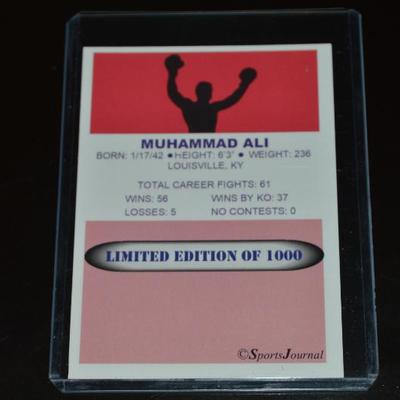 MUHAMMAD ALI
BORN: 1/17/42 ● HEIGHT: 6'3" ● WEIGHT: 236
LOUISVILLE, KY
TOTAL CAREER FIGHTS: 61
WINS: 56 WINS BY KO: 37
LOSSES: 5 NO CONTESTS: 0
LIMITED EDITION OF 1000
©SportsJournal